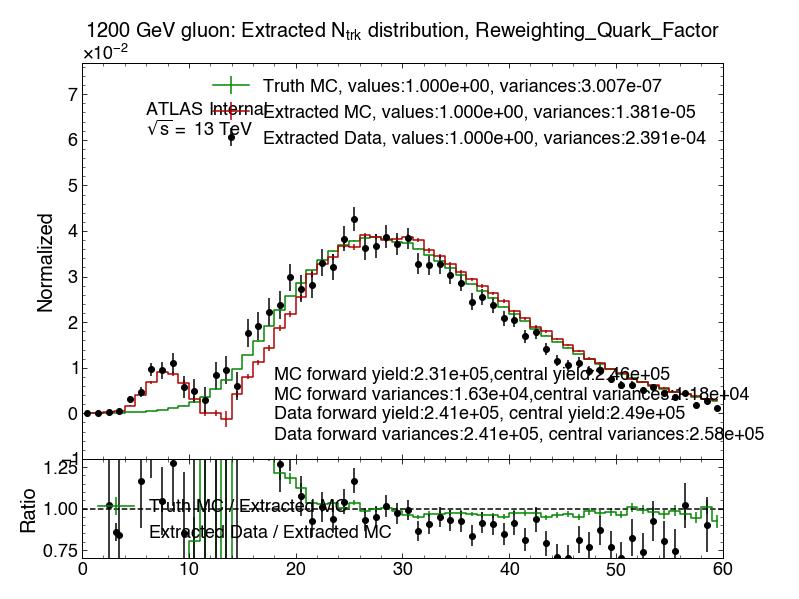 1200 GeV gluon: Extracted Ntrk distribution, Reweighting_Quark_Factor
×10−2
Truth MC, values:1.000e+00, variances:3.007e-07
ATLAS Internal
Extracted MC, values:1.000e+00, variances:1.381e-05
√s = 13 TeV
Extracted Data, values:1.000e+00, variances:2.391e-04
7
6
5
4
3
2
1
0
1
Normalized
MC forward yield:2.31e+05,central yield:2.46e+05
MC forward variances:1.63e+04,central variances:1.18e+04
Data forward yield:2.41e+05, central yield:2.49e+05
Data forward variances:2.41e+05, central variances:2.58e+05
1.25
1.00
0.75
Ratio
Truth MC / Extracted MC
Extracted Data / Extracted MC
0 10 20 30 40 50 60